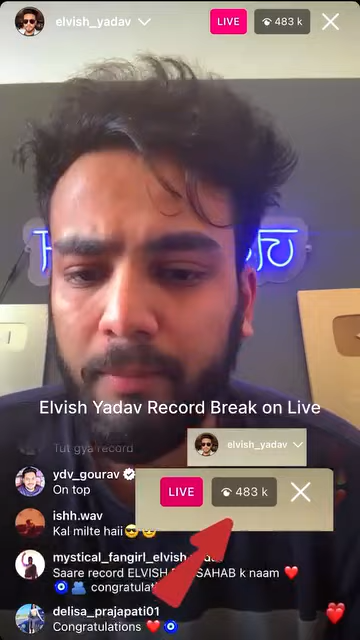 elvish_yadav
LIVE
483 k
Elvish Yadav Record Break on Live
Tut gya record
elvish_yadav
ydv_gourav
On top
LIVE
483 k
ishh.wav
Kal milte haii😎😎
mystical_fangirl_elvish
Saare record ELVISH SAHAB k naam ❤️
🧿🫂 congratulat
delisa_prajapati01
Congratulations ❤️🧿